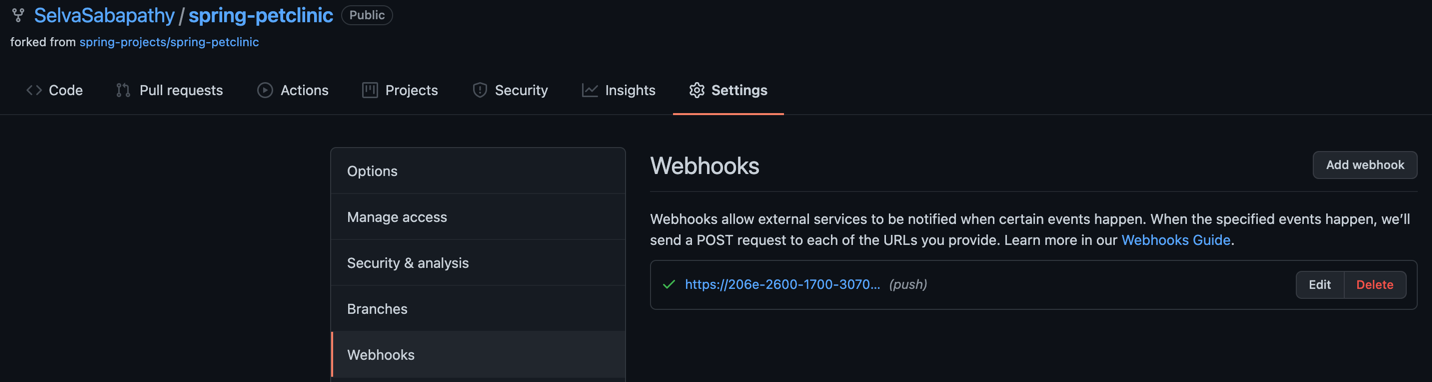 SelvaSabapathy / spring-petclinic Public
forked from spring-projects/spring-petclinic
Code Pull requests Actions Projects Security Insights Settings
Options
Manage access
Security & analysis
Branches
Webhooks
Webhooks Add webhook
Webhooks allow external services to be notified when certain events happen. When the specified events happen, we’ll
send a POST request to each of the URLs you provide. Learn more in our Webhooks Guide.
https://206e-2600-1700-3070... (push) Edit Delete